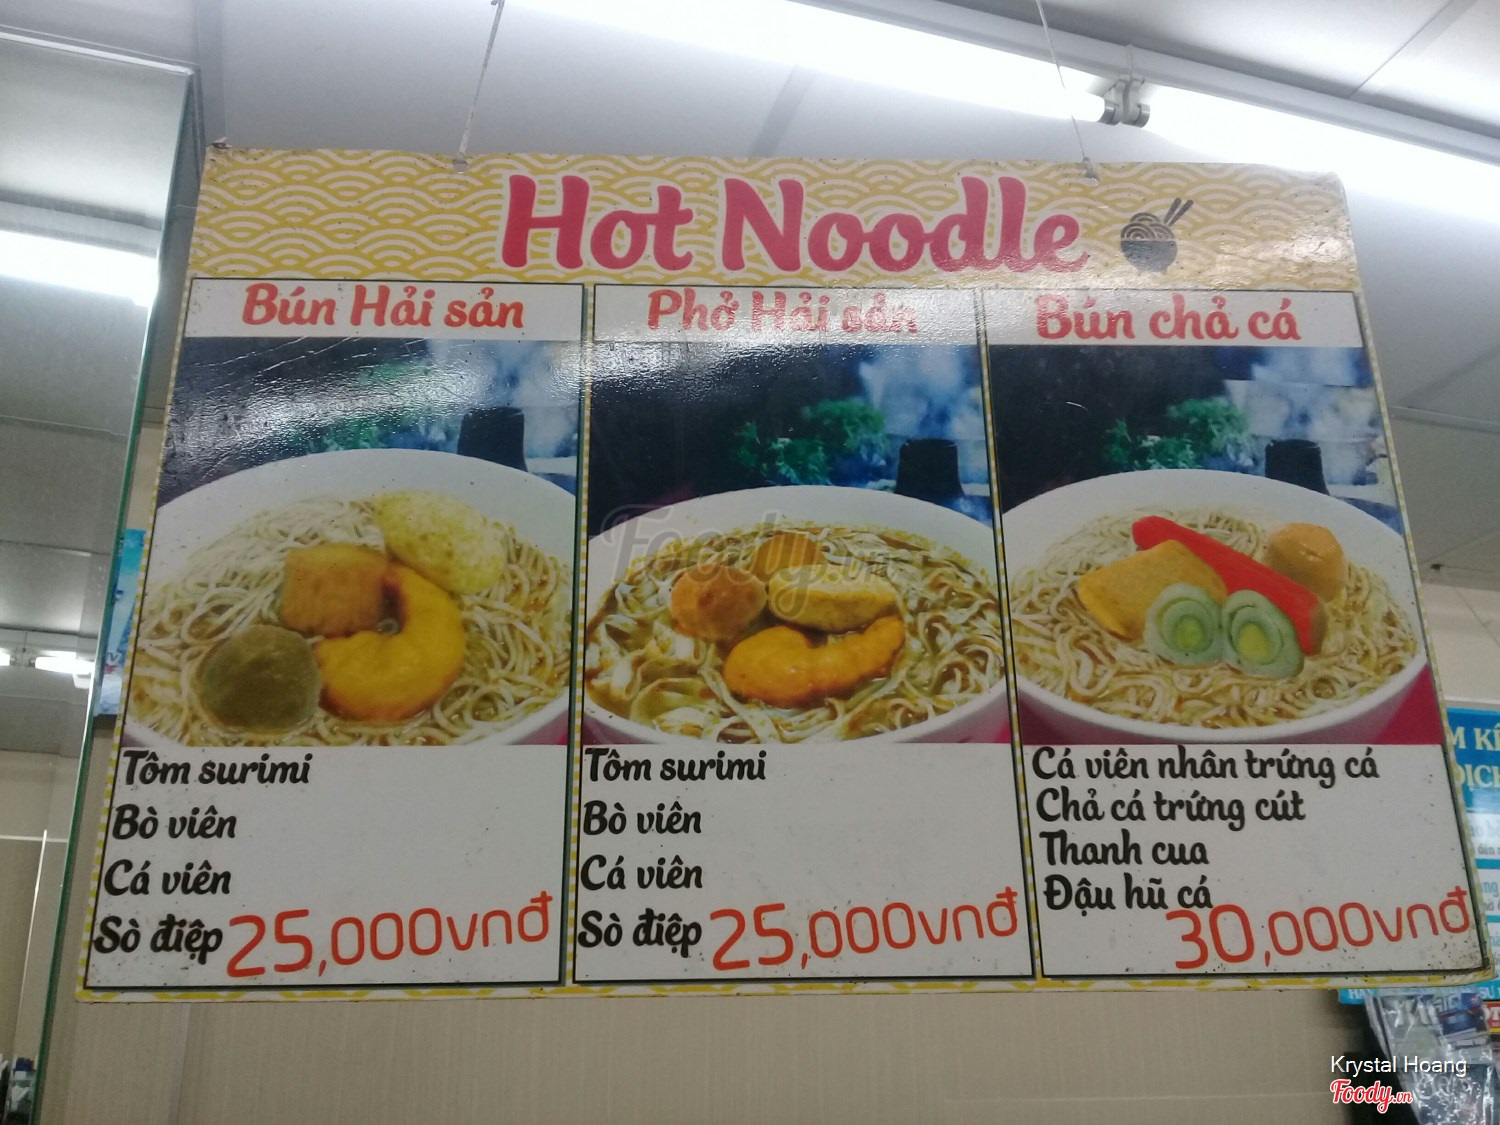 Hot Noodle
Bún Hải sản
Tôm surimi
Bò viên
Cá viên
Sò điệp 25,000vnđ
Phở Hải sản
Tôm surimi
Bò viên
Cá viên
Sò điệp 25,000vnđ
Bún chả cá
Cá viên nhân trứng cá
Chả cá trứng cút
Thanh cua
Đậu hũ cá
30,000vnđ
Foody.vn
Krystal Hoang
Foody.vn